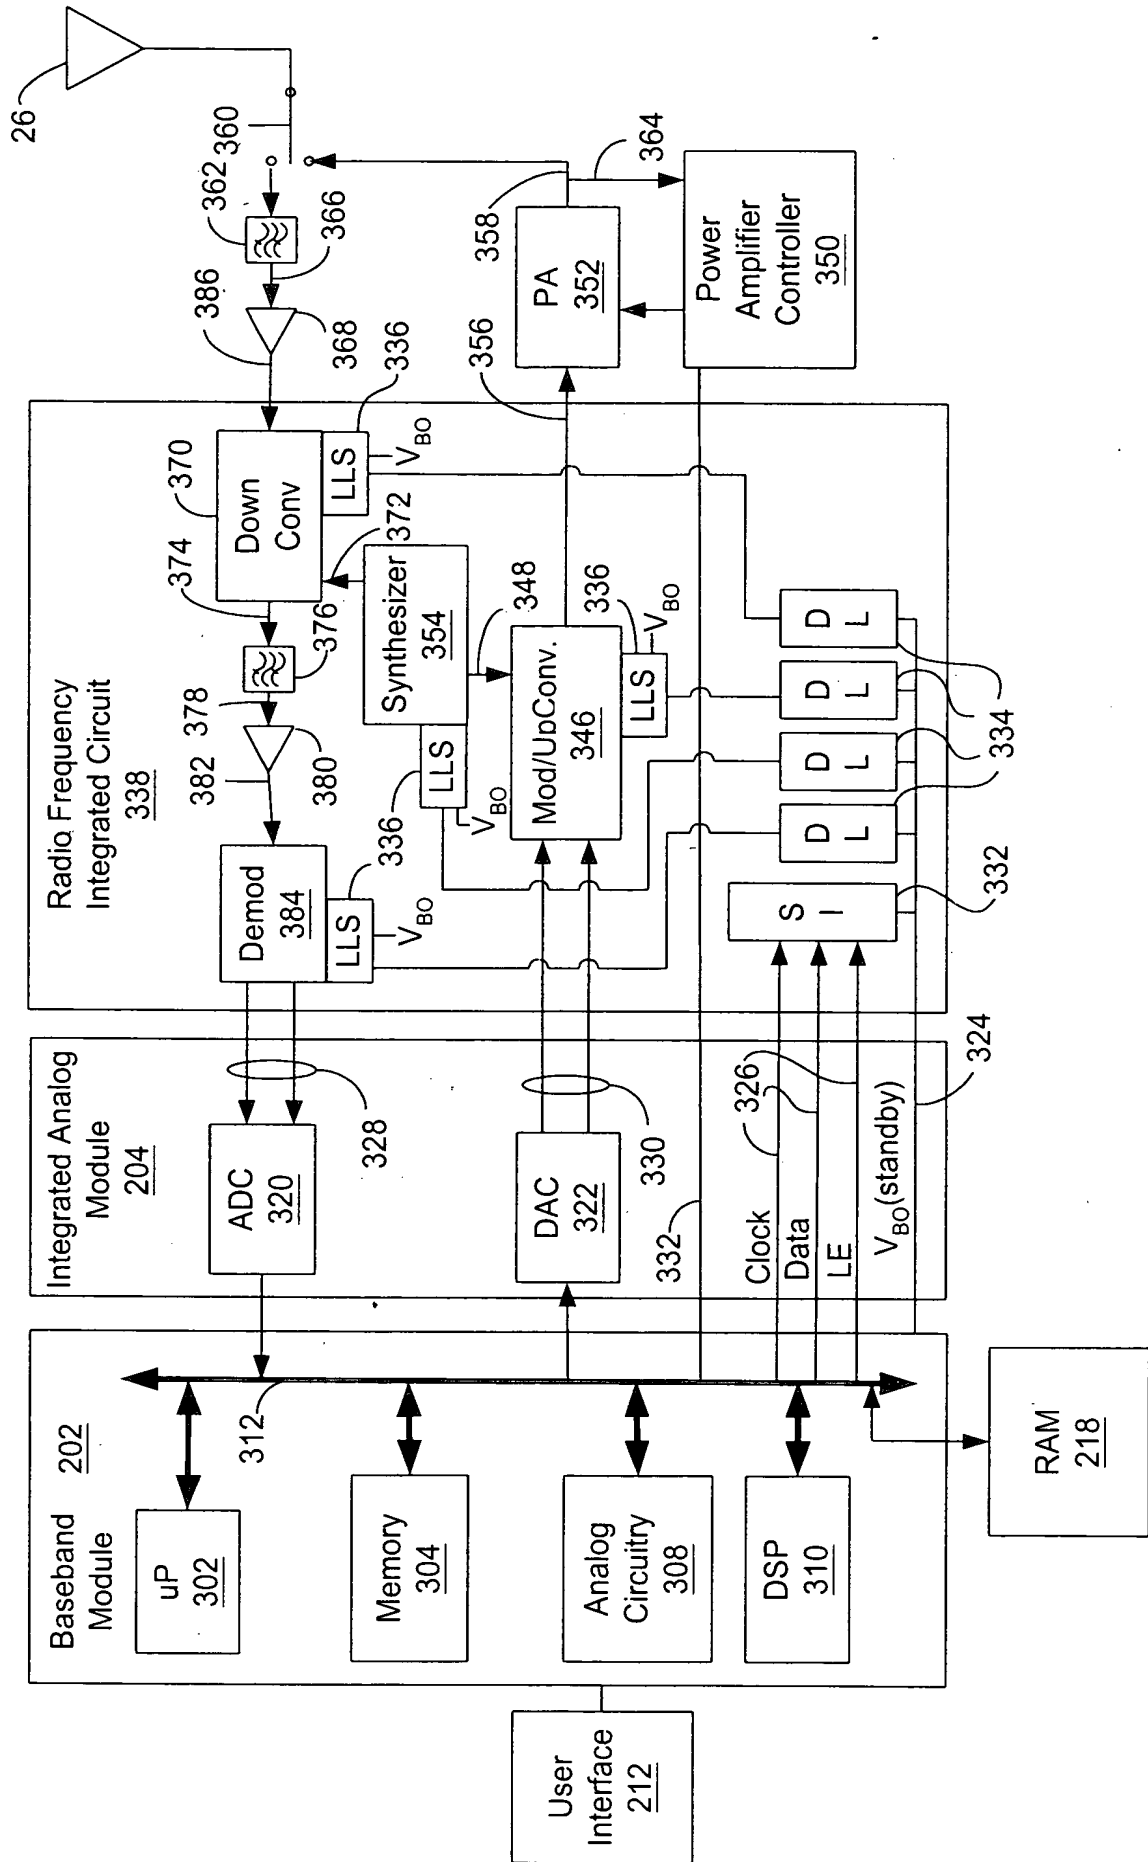 User
Interface
212
Baseband
Module
202
uP
302
Memory
304
Analog
Circuitry
308
DSP
310
312
RAM
218
Integrated Analog
Module
204
ADC
320
328
DAC
322
330
332
Clock
Data
LE
326
V_BO(standby)
324
Radio Frequency
Integrated Circuit
338
Demod
384
LLS
336
V_BO
382
380
378
376
374
370
Down
Conv
LLS
336
V_BO
372
Synthesizer
354
LLS
336
V_BO
348
Mod/UpConv.
346
LLS
336
V_BO
S
I
332
D
L
D
L
D
L
D
L
334
386
368
366
362
360
26
356
PA
352
358
364
Power
Amplifier
Controller
350